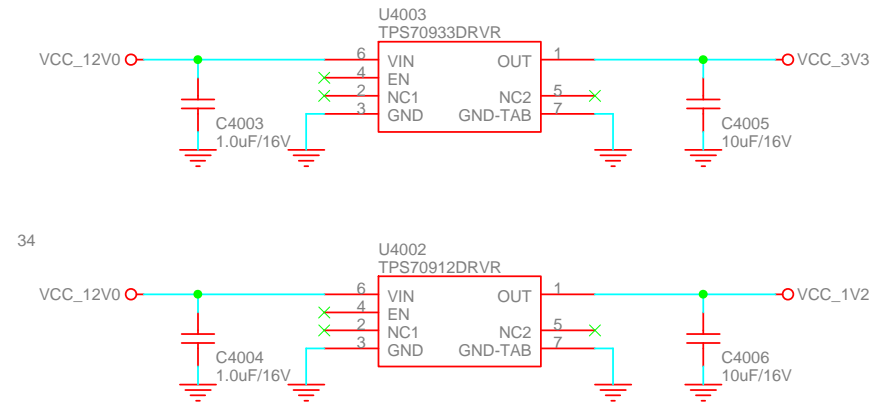 U4003
TPS70933DRVR
VCC_12V0 6 VIN OUT 1 VCC_3V3
4 EN
2 NC1 NC2 5
3 GND GND-TAB 7
C4003 C4005
1.0uF/16V 10uF/16V
34
U4002
TPS70912DRVR
VCC_12V0 6 VIN OUT 1 VCC_1V2
4 EN
2 NC1 NC2 5
3 GND GND-TAB 7
C4004 C4006
1.0uF/16V 10uF/16V